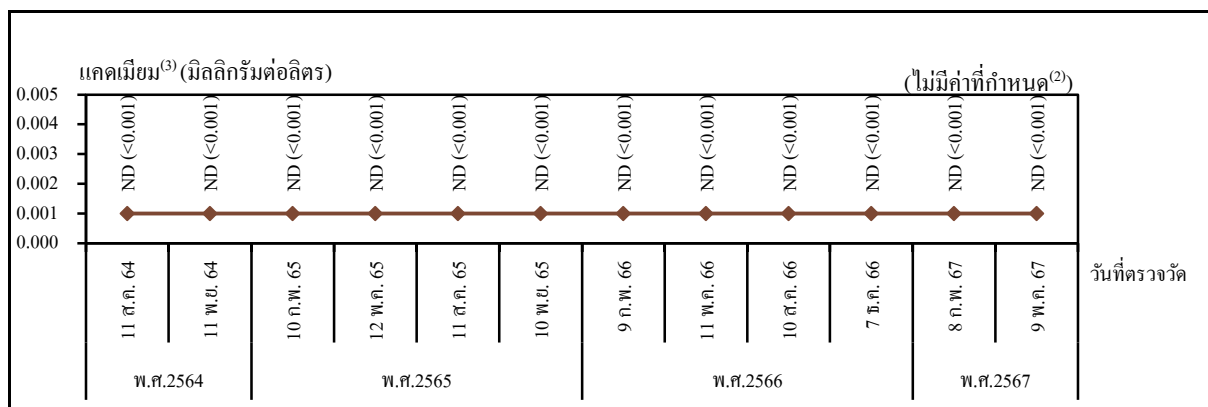 แคดเมียม(3) (มิลลิกรัมต่อลิตร)
(ไม่มีค่าที่กำหนด(2))
0.005
0.004
0.003
0.002
0.001
0.000
ND (<0.001)
ND (<0.001)
ND (<0.001)
ND (<0.001)
ND (<0.001)
ND (<0.001)
ND (<0.001)
ND (<0.001)
ND (<0.001)
ND (<0.001)
ND (<0.001)
ND (<0.001)
11 ส.ค. 64
11 พ.ย. 64
10 ก.พ. 65
12 พ.ค. 65
11 ส.ค. 65
10 พ.ย. 65
9 ก.พ. 66
11 พ.ค. 66
10 ส.ค. 66
7 ธ.ค. 66
8 ก.พ. 67
9 พ.ค. 67
วันที่ตรวจวัด
พ.ศ.2564
พ.ศ.2565
พ.ศ.2566
พ.ศ.2567